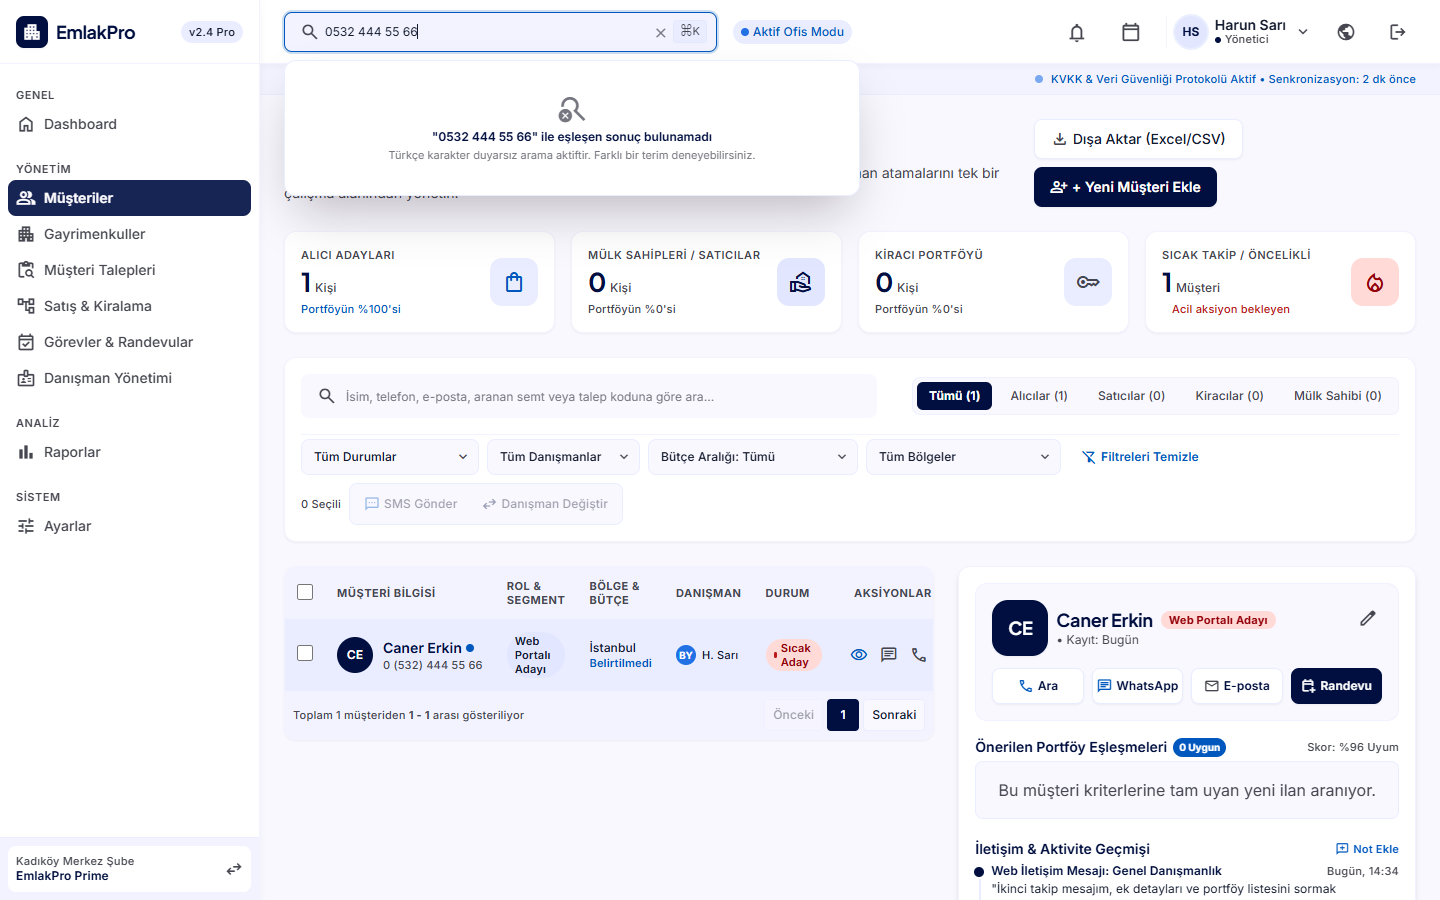 EmlakPro
v2.4 Pro
0532 444 55 66
⌘K
Aktif Ofis Modu
HS
Harun Sarı
Yönetici
KVKK & Veri Güvenliği Protokolü Aktif • Senkronizasyon: 2 dk önce
GENEL
Dashboard
YÖNETİM
Müşteriler
Gayrimenkuller
Müşteri Talepleri
Satış & Kiralama
Görevler & Randevular
Danışman Yönetimi
ANALİZ
Raporlar
SİSTEM
Ayarlar
Kadıköy Merkez Şube
EmlakPro Prime
"0532 444 55 66" ile eşleşen sonuç bulunamadı
Türkçe karakter duyarsız arama aktiftir. Farklı bir terim deneyebilirsiniz.
atamalarını tek bir
Dışa Aktar (Excel/CSV)
+ Yeni Müşteri Ekle
ALICI ADAYLARI
1 Kişi
Portföyün %100'si
MÜLK SAHİPLERİ / SATICILAR
0 Kişi
Portföyün %0'si
KİRACI PORTFÖYÜ
0 Kişi
Portföyün %0'si
SICAK TAKİP / ÖNCELİKLİ
1 Müşteri
Acil aksiyon bekleyen
İsim, telefon, e-posta, aranan semt veya talep koduna göre ara...
Tümü (1)
Alıcılar (1)
Satıcılar (0)
Kiracılar (0)
Mülk Sahibi (0)
Tüm Durumlar
Tüm Danışmanlar
Bütçe Aralığı: Tümü
Tüm Bölgeler
Filtreleri Temizle
0 Seçili
SMS Gönder
Danışman Değiştir
MÜŞTERİ BİLGİSİ
ROL & SEGMENT
BÖLGE & BÜTÇE
DANIŞMAN
DURUM
AKSİYONLAR
CE
Caner Erkin
0 (532) 444 55 66
Web Portalı Adayı
İstanbul
Belirtilmedi
BY
H. Sarı
Sıcak Aday
Toplam 1 müşteriden 1 - 1 arası gösteriliyor
Önceki
1
Sonraki
CE
Caner Erkin
Web Portalı Adayı
• Kayıt: Bugün
Ara
WhatsApp
E-posta
Randevu
Önerilen Portföy Eşleşmeleri
0 Uygun
Skor: %96 Uyum
Bu müşteri kriterlerine tam uyan yeni ilan aranıyor.
İletişim & Aktivite Geçmişi
Not Ekle
Web İletişim Mesajı: Genel Danışmanlık
Bugün, 14:34
"İkinci takip mesajım, ek detayları ve portföy listesini sormak